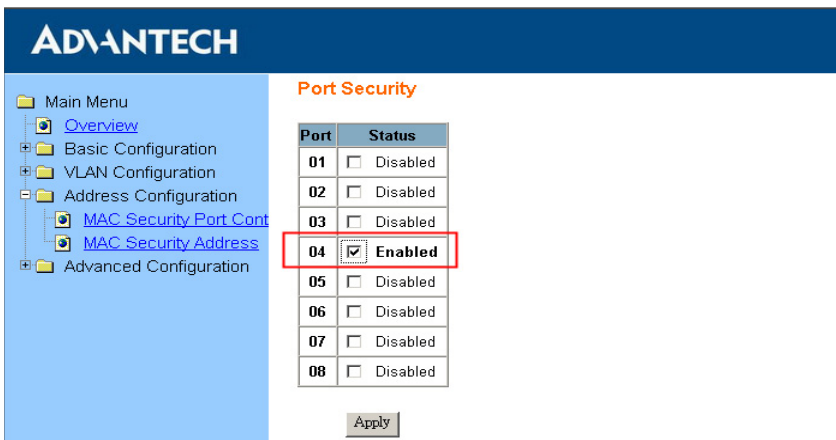 ADVANTECH
Main Menu
Overview
Basic Configuration
VLAN Configuration
Address Configuration
MAC Security Port Cont
MAC Security Address
Advanced Configuration
Port Security
Port Status
01 Disabled
02 Disabled
03 Disabled
04 Enabled
05 Disabled
06 Disabled
07 Disabled
08 Disabled
Apply